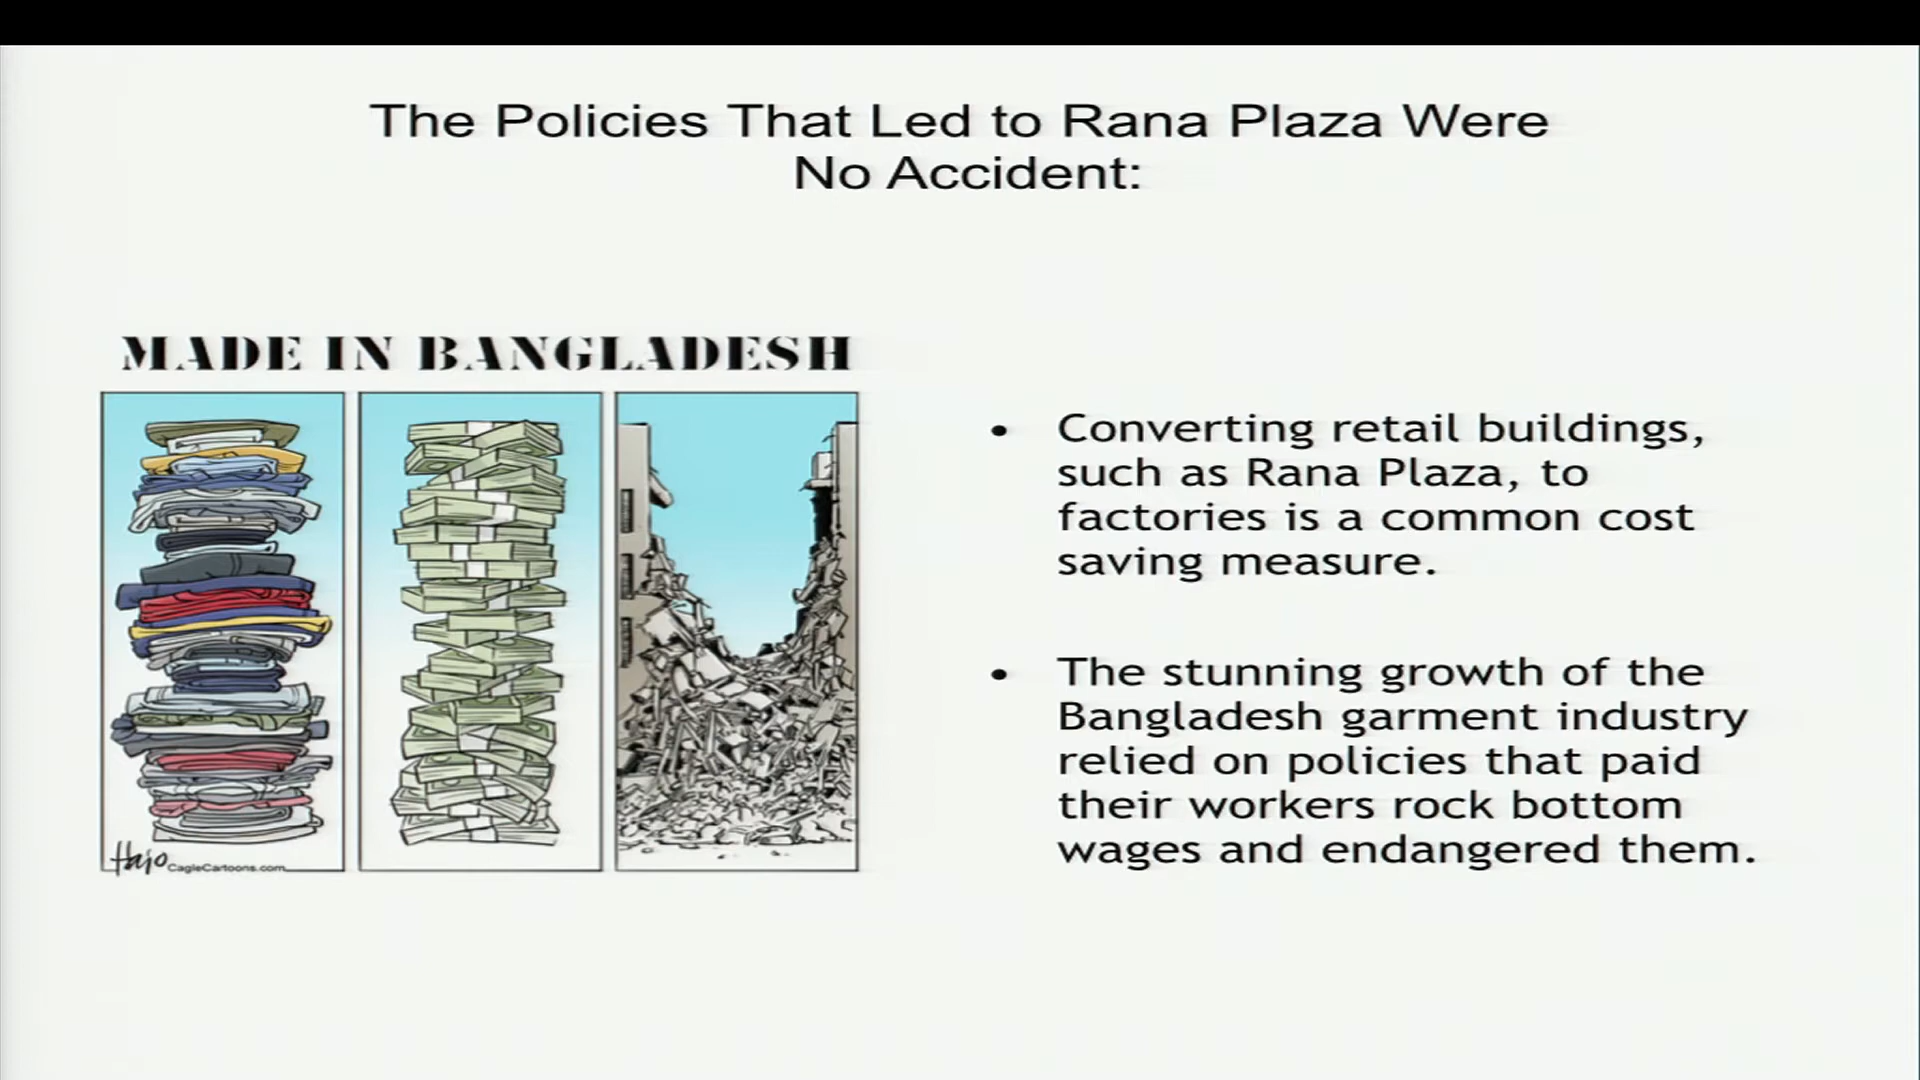 The Policies That Led to Rana Plaza Were
No Accident:
MADE IN BANGLADESH
Hajo
CagleCartoons.com
• Converting retail buildings,
such as Rana Plaza, to
factories is a common cost
saving measure.
• The stunning growth of the
Bangladesh garment industry
relied on policies that paid
their workers rock bottom
wages and endangered them.